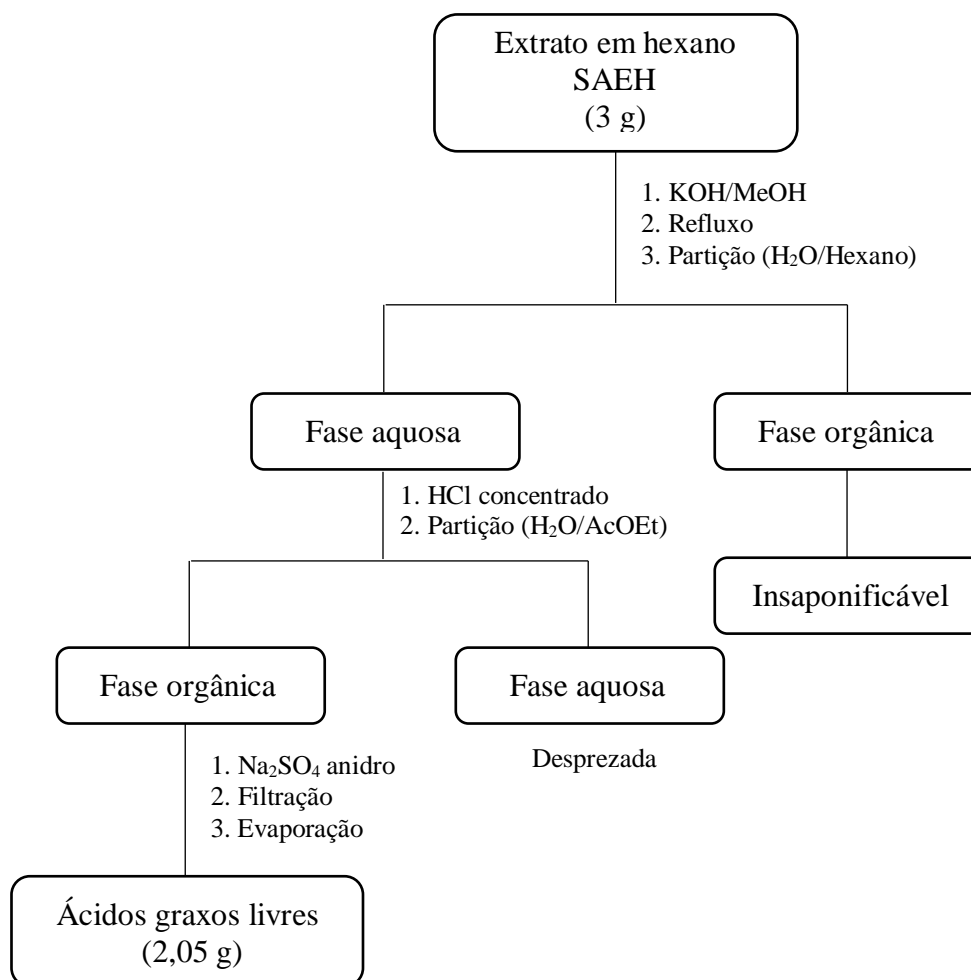 Extrato em hexano
SAEH
(3 g)
1. KOH/MeOH
2. Refluxo
3. Partição (H₂O/Hexano)
Fase aquosa
Fase orgânica
1. HCl concentrado
2. Partição (H₂O/AcOEt)
Insaponificável
Fase orgânica
Fase aquosa
Desprezada
1. Na₂SO₄ anidro
2. Filtração
3. Evaporação
Ácidos graxos livres
(2,05 g)